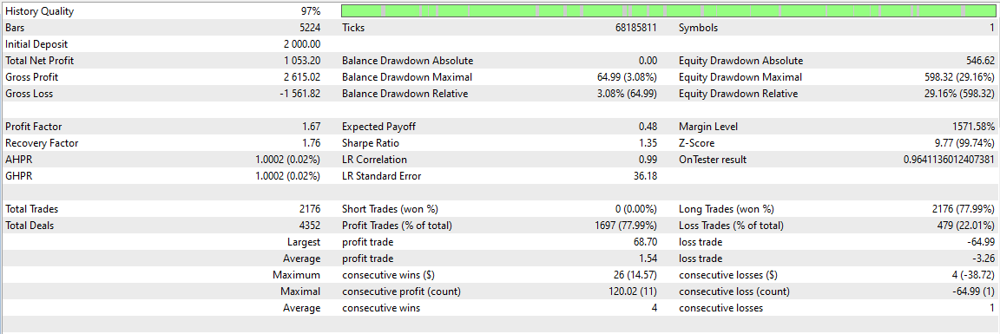 History Quality 97%
Bars 5224 Ticks 68185811 Symbols 1
Initial Deposit 2 000.00
Total Net Profit 1 053.20 Balance Drawdown Absolute 0.00 Equity Drawdown Absolute 546.62
Gross Profit 2 615.02 Balance Drawdown Maximal 64.99 (3.08%) Equity Drawdown Maximal 598.32 (29.16%)
Gross Loss -1 561.82 Balance Drawdown Relative 3.08% (64.99) Equity Drawdown Relative 29.16% (598.32)
Profit Factor 1.67 Expected Payoff 0.48 Margin Level 1571.58%
Recovery Factor 1.76 Sharpe Ratio 1.35 Z-Score 9.77 (99.74%)
AHPR 1.0002 (0.02%) LR Correlation 0.99 OnTester result 0.9641136012407381
GHPR 1.0002 (0.02%) LR Standard Error 36.18
Total Trades 2176 Short Trades (won %) 0 (0.00%) Long Trades (won %) 2176 (77.99%)
Total Deals 4352 Profit Trades (% of total) 1697 (77.99%) Loss Trades (% of total) 479 (22.01%)
Largest profit trade 68.70 loss trade -64.99
Average profit trade 1.54 loss trade -3.26
Maximum consecutive wins ($) 26 (14.57) consecutive losses ($) 4 (-38.72)
Maximal consecutive profit (count) 120.02 (11) consecutive loss (count) -64.99 (1)
Average consecutive wins 4 consecutive losses 1